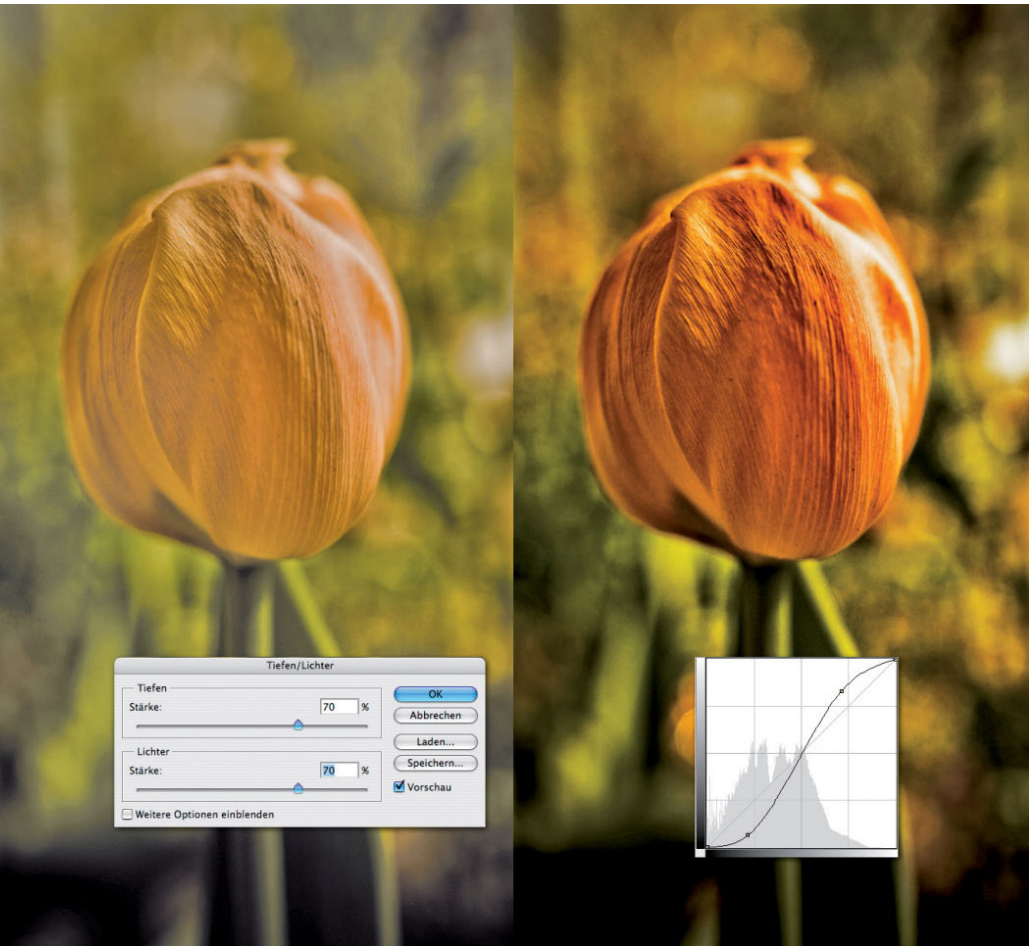 Tiefen/Lichter
Tiefen
Stärke: 70 %
Lichter
Stärke: 70 %
Weitere Optionen einblenden
OK
Abbrechen
Laden...
Speichern...
Vorschau